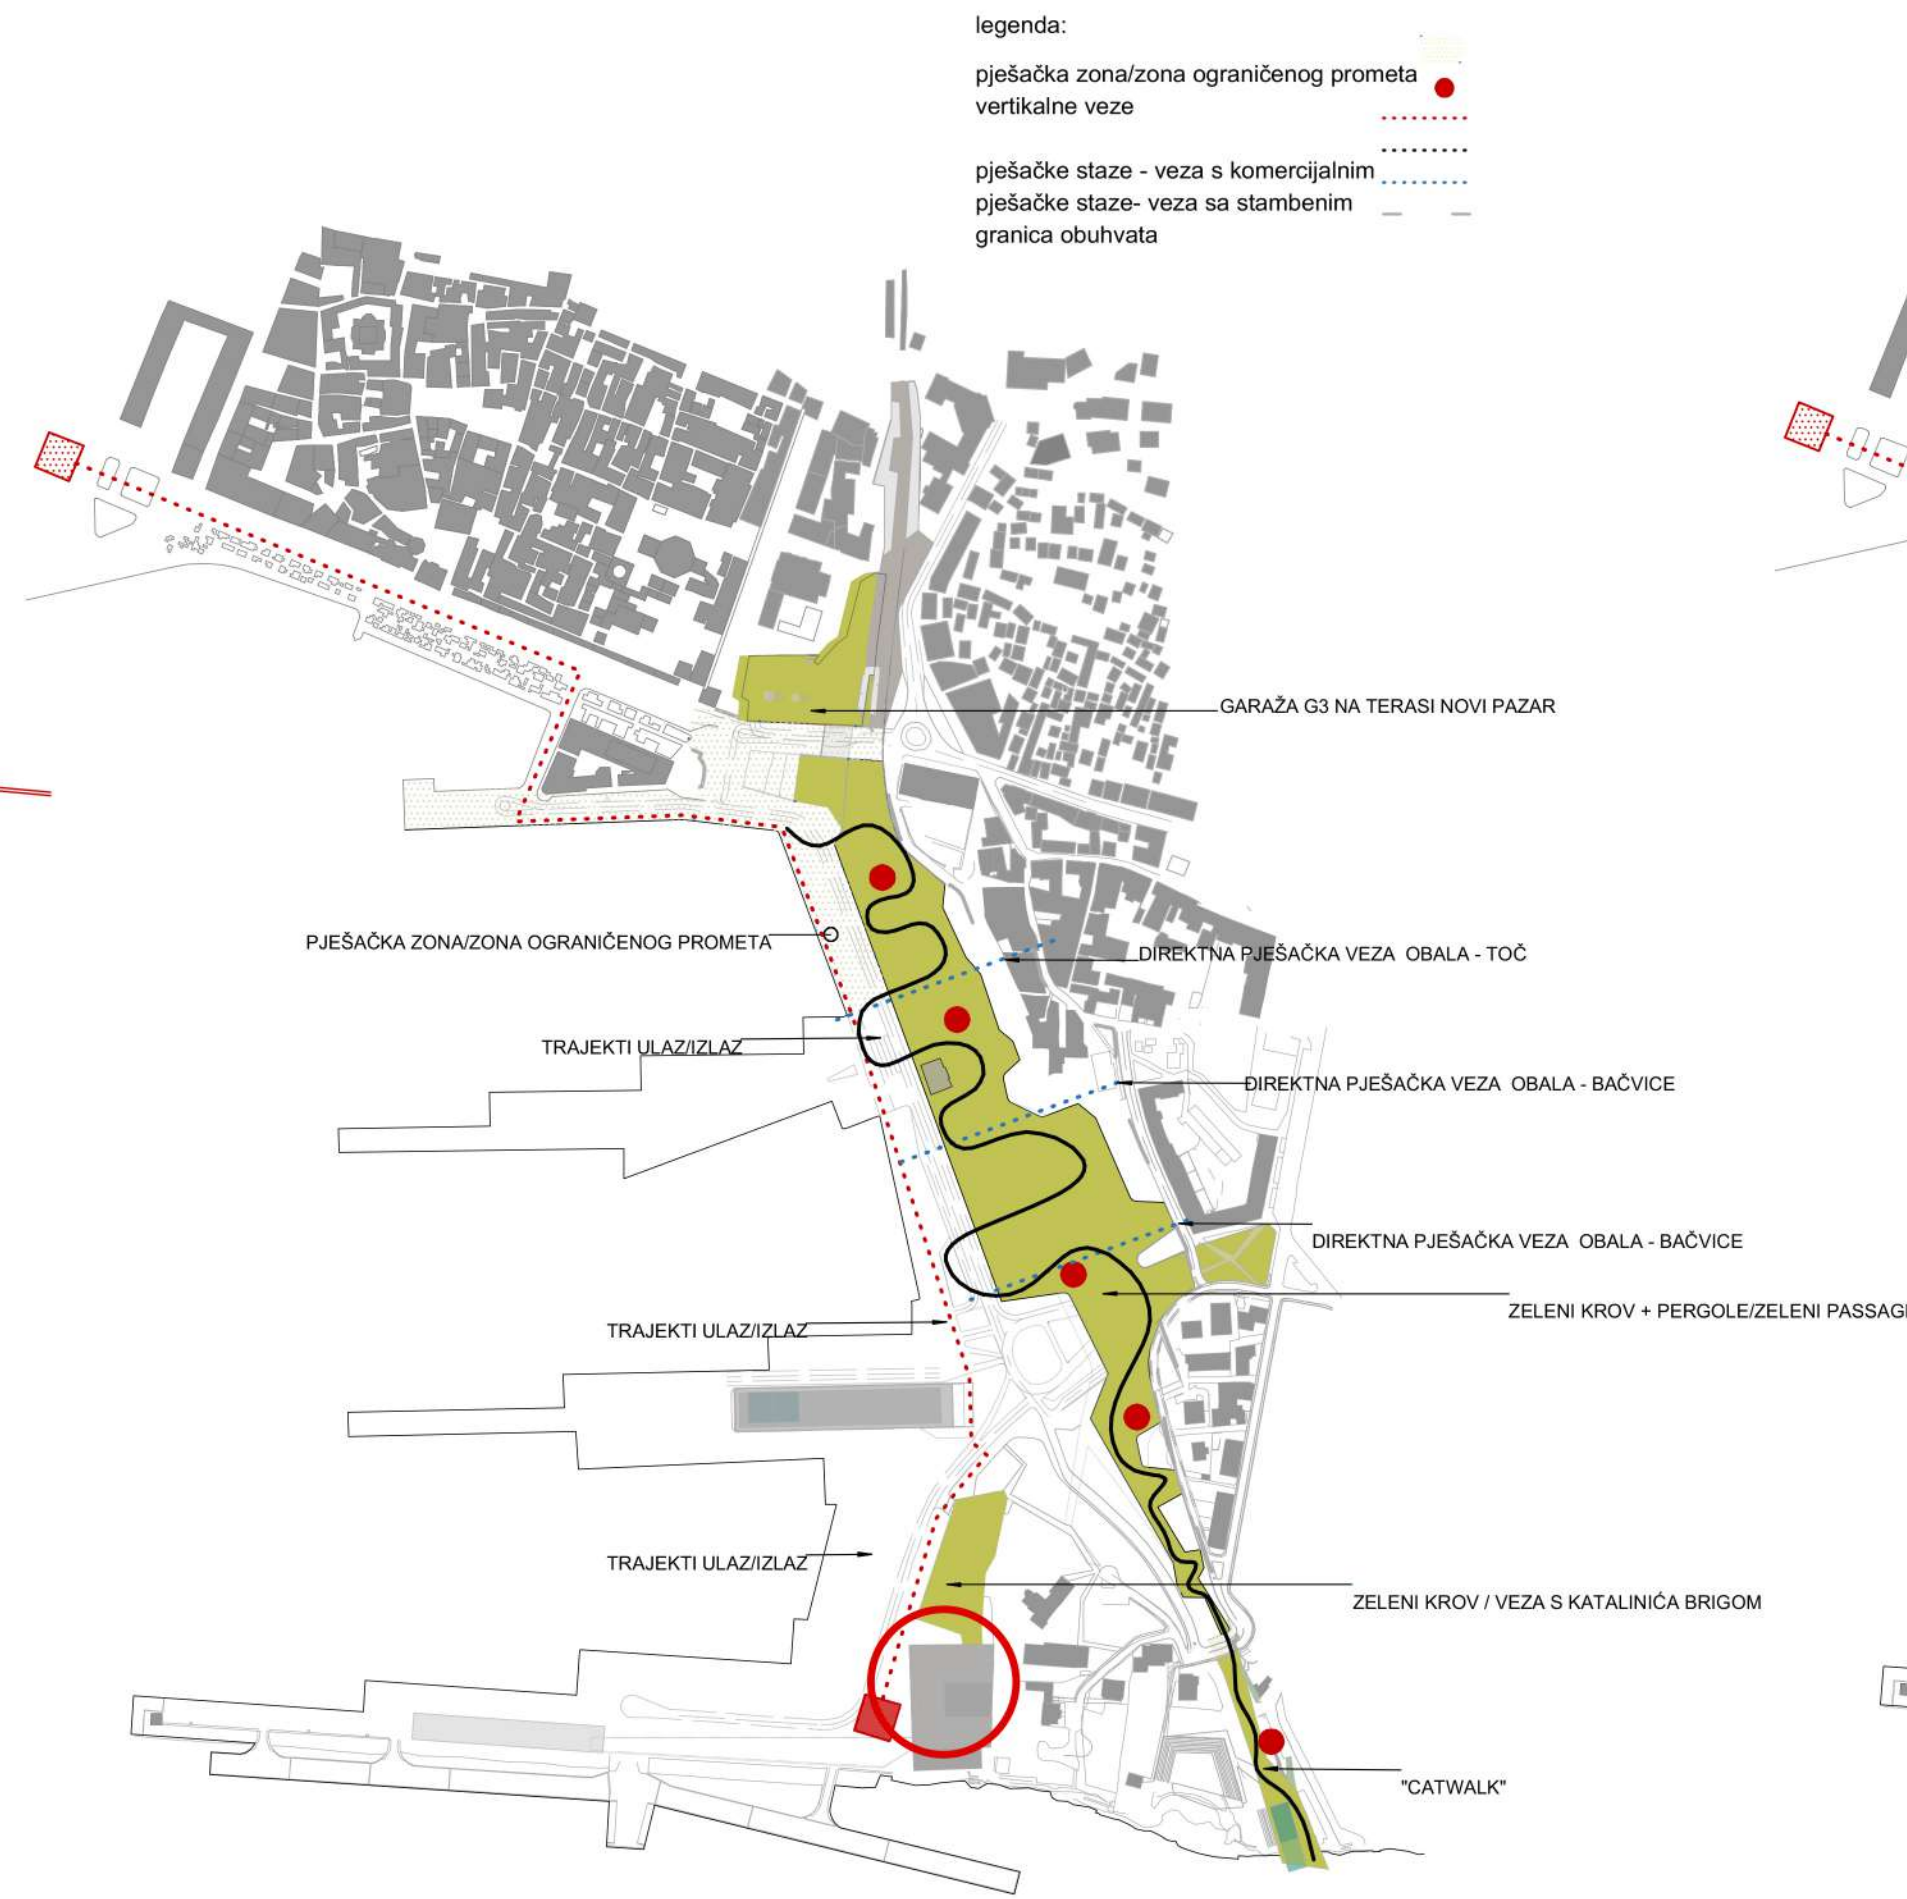 legenda:
pješačka zona/zona ograničenog prometa
vertikalne veze
pješačke staze - veza s komercijalnim
pješačke staze- veza sa stambenim
granica obuhvata
GARAŽA G3 NA TERASI NOVI PAZAR
PJEŠAČKA ZONA/ZONA OGRANIČENOG PROMETA
DIREKTNA PJEŠAČKA VEZA OBALA - TOČ
TRAJEKTI ULAZ/IZLAZ
DIREKTNA PJEŠAČKA VEZA OBALA - BAČVICE
DIREKTNA PJEŠAČKA VEZA OBALA - BAČVICE
ZELENI KROV + PERGOLE/ZELENI PASSAGE
TRAJEKTI ULAZ/IZLAZ
TRAJEKTI ULAZ/IZLAZ
ZELENI KROV / VEZA S KATALINIĆA BRIGOM
"CATWALK"